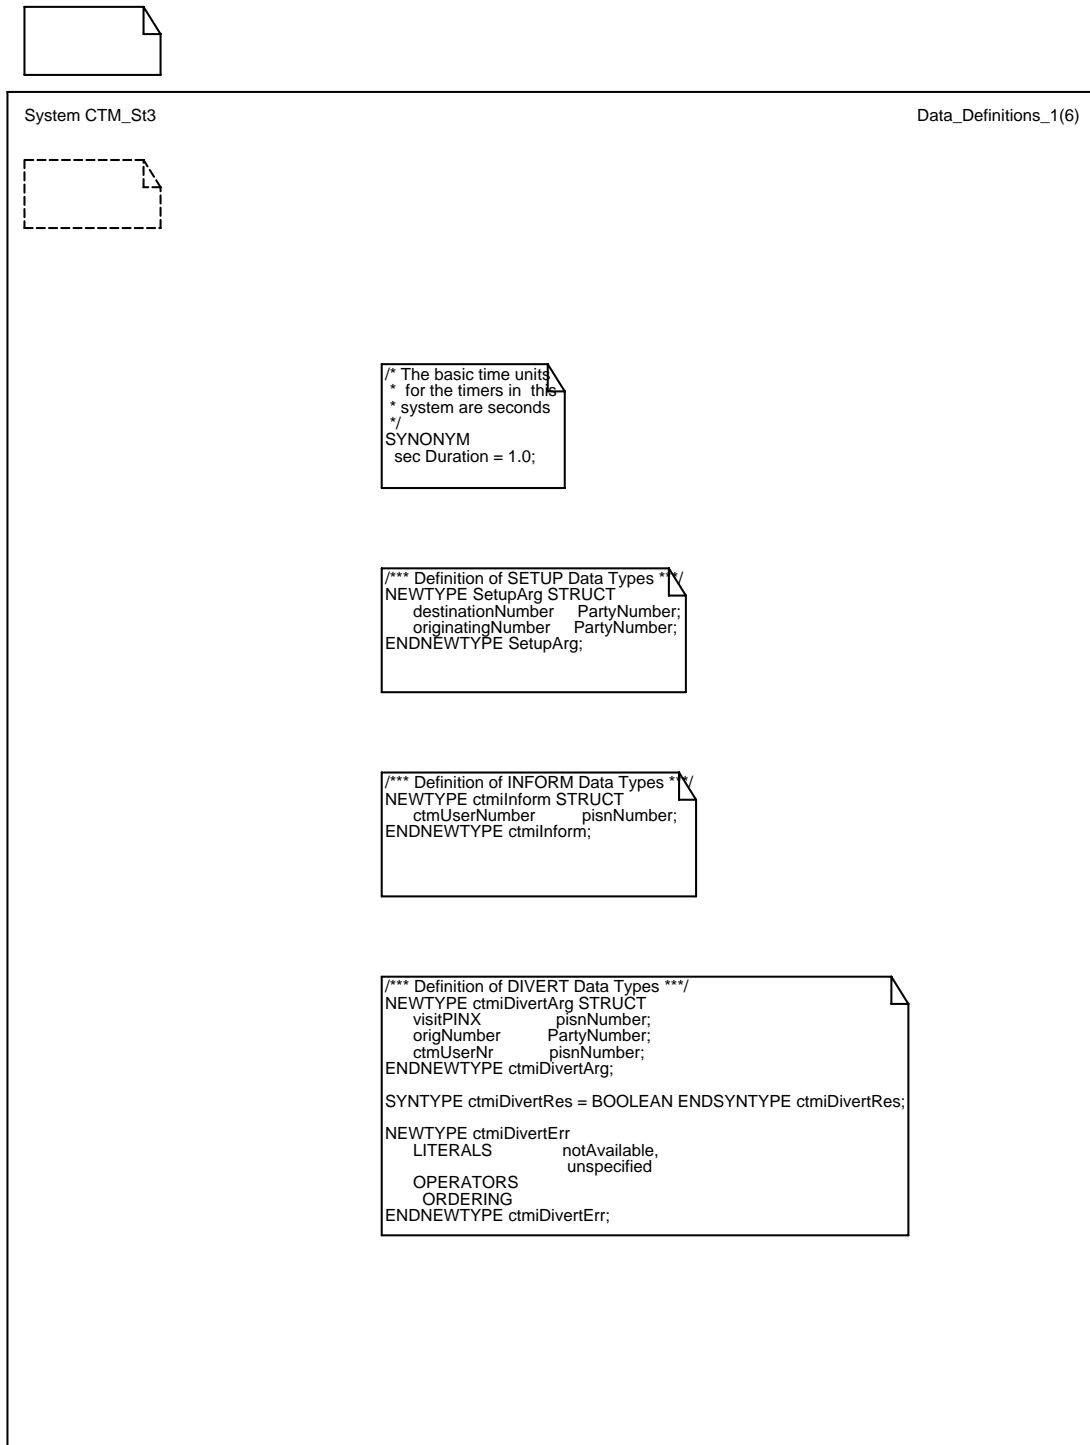 System CTM_St3
Data_Definitions_1(6)
/* The basic time units
* for the timers in this
* system are seconds
*/
SYNONYM
sec Duration = 1.0;
/*** Definition of SETUP Data Types ***/
NEWTYPE SetupArg STRUCT
destinationNumber PartyNumber;
originatingNumber PartyNumber;
ENDNEWTYPE SetupArg;
/*** Definition of INFORM Data Types ***/
NEWTYPE ctmiInform STRUCT
ctmUserNumber pisnNumber;
ENDNEWTYPE ctmiInform;
/*** Definition of DIVERT Data Types ***/
NEWTYPE ctmiDivertArg STRUCT
visitPINX pisnNumber;
origNumber PartyNumber;
ctmUserNr pisnNumber;
ENDNEWTYPE ctmiDivertArg;
SYNTYPE ctmiDivertRes = BOOLEAN ENDSYNTYPE ctmiDivertRes;
NEWTYPE ctmiDivertErr
LITERALS notAvailable,
unspecified
OPERATORS
ORDERING
ENDNEWTYPE ctmiDivertErr;